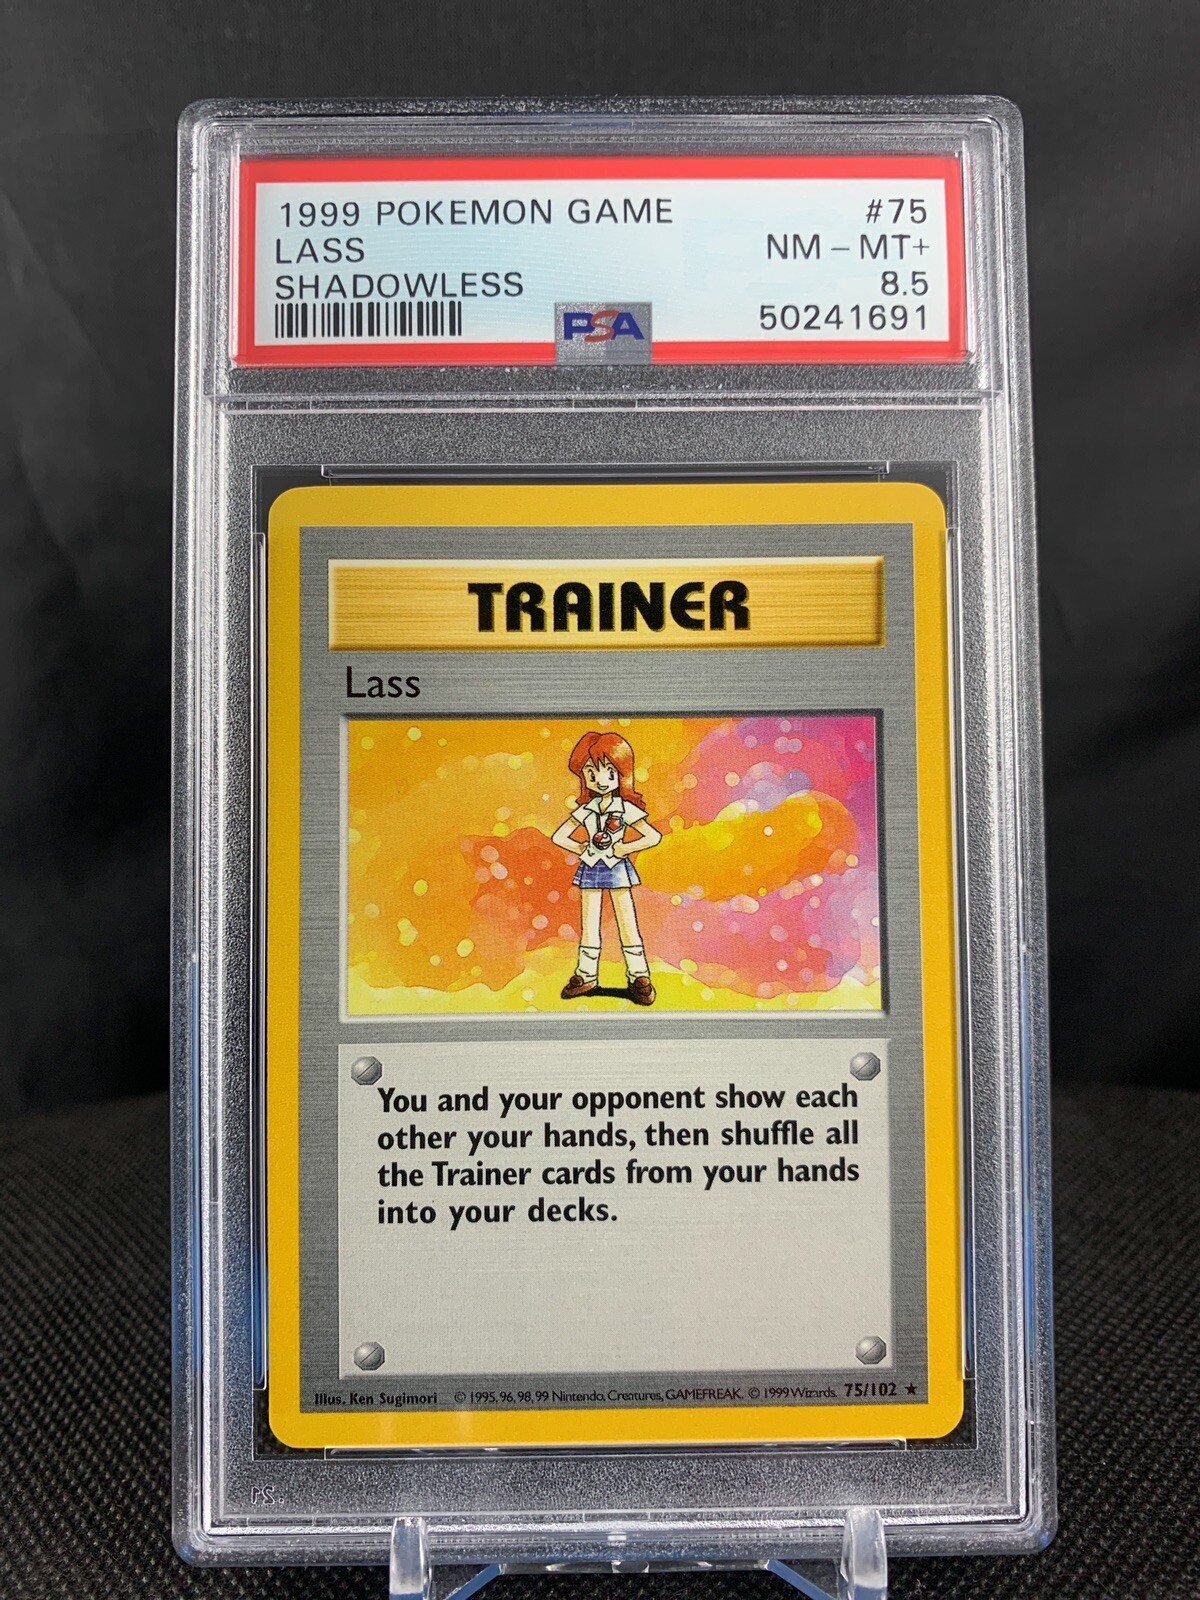 1999 POKEMON GAME #75
LASS NM - MT+
SHADOWLESS 8.5
PSA 50241691
TRAINER
Lass
You and your opponent show each
other your hands, then shuffle all
the Trainer cards from your hands
into your decks.
Illus. Ken Sugimori © 1995, 96, 98, 99 Nintendo, Creatures, GAMEFREAK. © 1999 Wizards. 75/102 ★